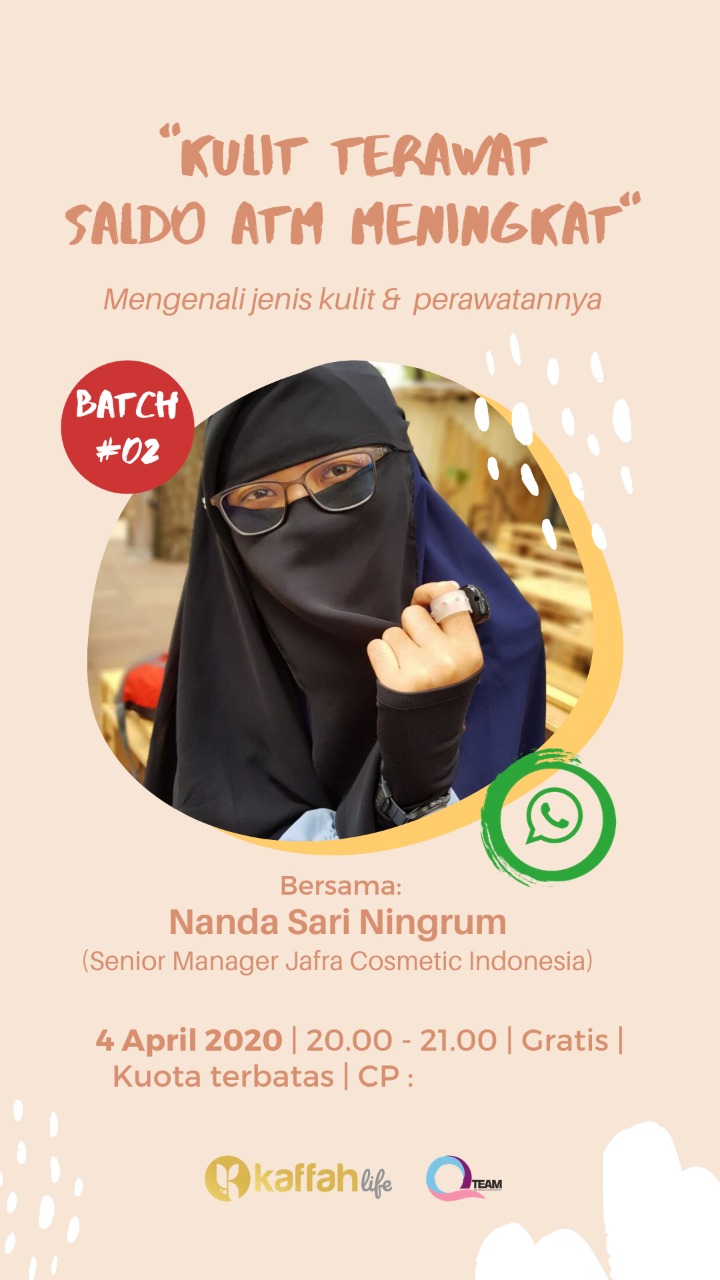 “KULIT TERAWAT
SALDO ATM MENINGKAT“
Mengenali jenis kulit & perawatannya
BATCH
#02
Bersama:
Nanda Sari Ningrum
(Senior Manager Jafra Cosmetic Indonesia)
4 April 2020 | 20.00 - 21.00 | Gratis |
Kuota terbatas | CP :
kaffah life
Q TEAM